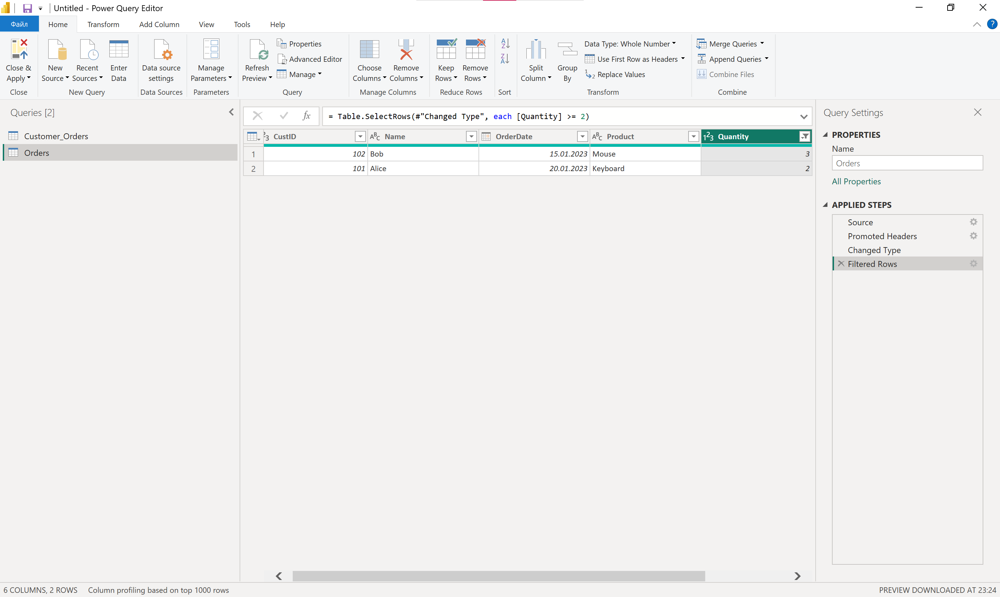 Untitled - Power Query Editor
Файл Home Transform Add Column View Tools Help
Close & Apply
Close
New Source
Recent Sources
Enter Data
New Query
Data source settings
Data Sources
Manage Parameters
Parameters
Refresh Preview
Properties
Advanced Editor
Manage
Query
Choose Columns
Remove Columns
Manage Columns
Keep Rows
Remove Rows
Reduce Rows
Sort
Split Column
Group By
Data Type: Whole Number
Use First Row as Headers
Replace Values
Transform
Merge Queries
Append Queries
Combine Files
Combine
Queries [2]
Customer_Orders
Orders
fx
= Table.SelectRows(#"Changed Type", each [Quantity] >= 2)
CustID Name OrderDate Product Quantity
1 102 Bob 15.01.2023 Mouse 3
2 101 Alice 20.01.2023 Keyboard 2
Query Settings
PROPERTIES
Name
Orders
All Properties
APPLIED STEPS
Source
Promoted Headers
Changed Type
Filtered Rows
6 COLUMNS, 2 ROWS Column profiling based on top 1000 rows
PREVIEW DOWNLOADED AT 23:24